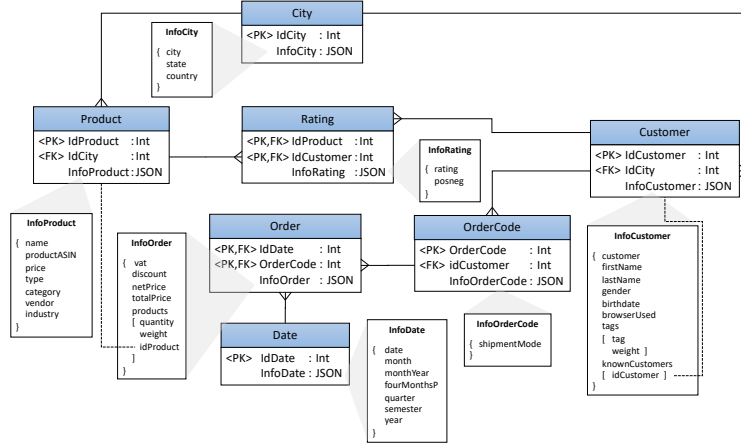 City
<PK> IdCity : Int
InfoCity : JSON
InfoCity
{ city
state
country
}
Product
<PK> IdProduct : Int
<FK> IdCity : Int
InfoProduct : JSON
Rating
<PK,FK> IdProduct : Int
<PK,FK> IdCustomer : Int
InfoRating : JSON
InfoRating
{ rating
posneg
}
Customer
<PK> IdCustomer : Int
<FK> IdCity : Int
InfoCustomer : JSON
InfoProduct
{ name
productASIN
price
type
category
vendor
industry
}
InfoOrder
{ vat
discount
netPrice
totalPrice
products
[ quantity
weight
idProduct
]
}
Order
<PK,FK> IdDate : Int
<PK,FK> OrderCode : Int
InfoOrder : JSON
OrderCode
<PK> OrderCode : Int
<FK> idCustomer : Int
InfoOrderCode : JSON
Date
<PK> IdDate : Int
InfoDate : JSON
InfoDate
{ date
month
monthYear
fourMonthsP
quarter
semester
year
}
InfoOrderCode
{ shipmentMode
}
InfoCustomer
{ customer
firstName
lastName
gender
birthdate
browserUsed
tags
[ tag
weight ]
knownCustomers
[ idCustomer ]
}